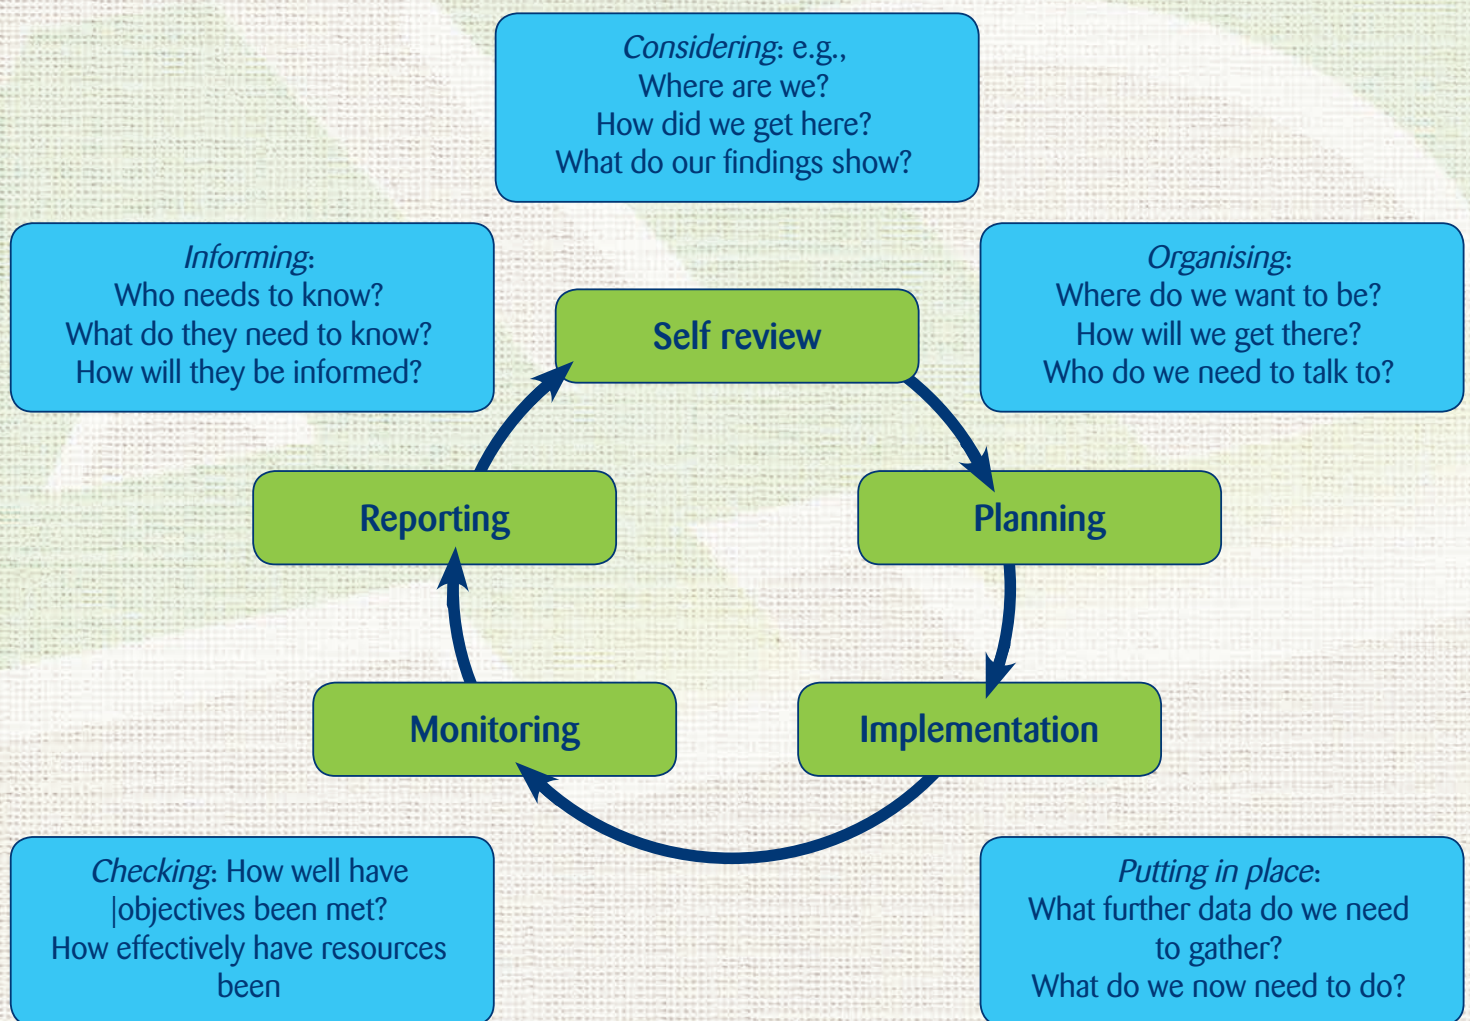 Considering: e.g.,
Where are we?
How did we get here?
What do our findings show?
Informing:
Who needs to know?
What do they need to know?
How will they be informed?
Organising:
Where do we want to be?
How will we get there?
Who do we need to talk to?
Self review
Reporting
Planning
Monitoring
Implementation
Checking: How well have
|objectives been met?
How effectively have resources
been
Putting in place:
What further data do we need
to gather?
What do we now need to do?